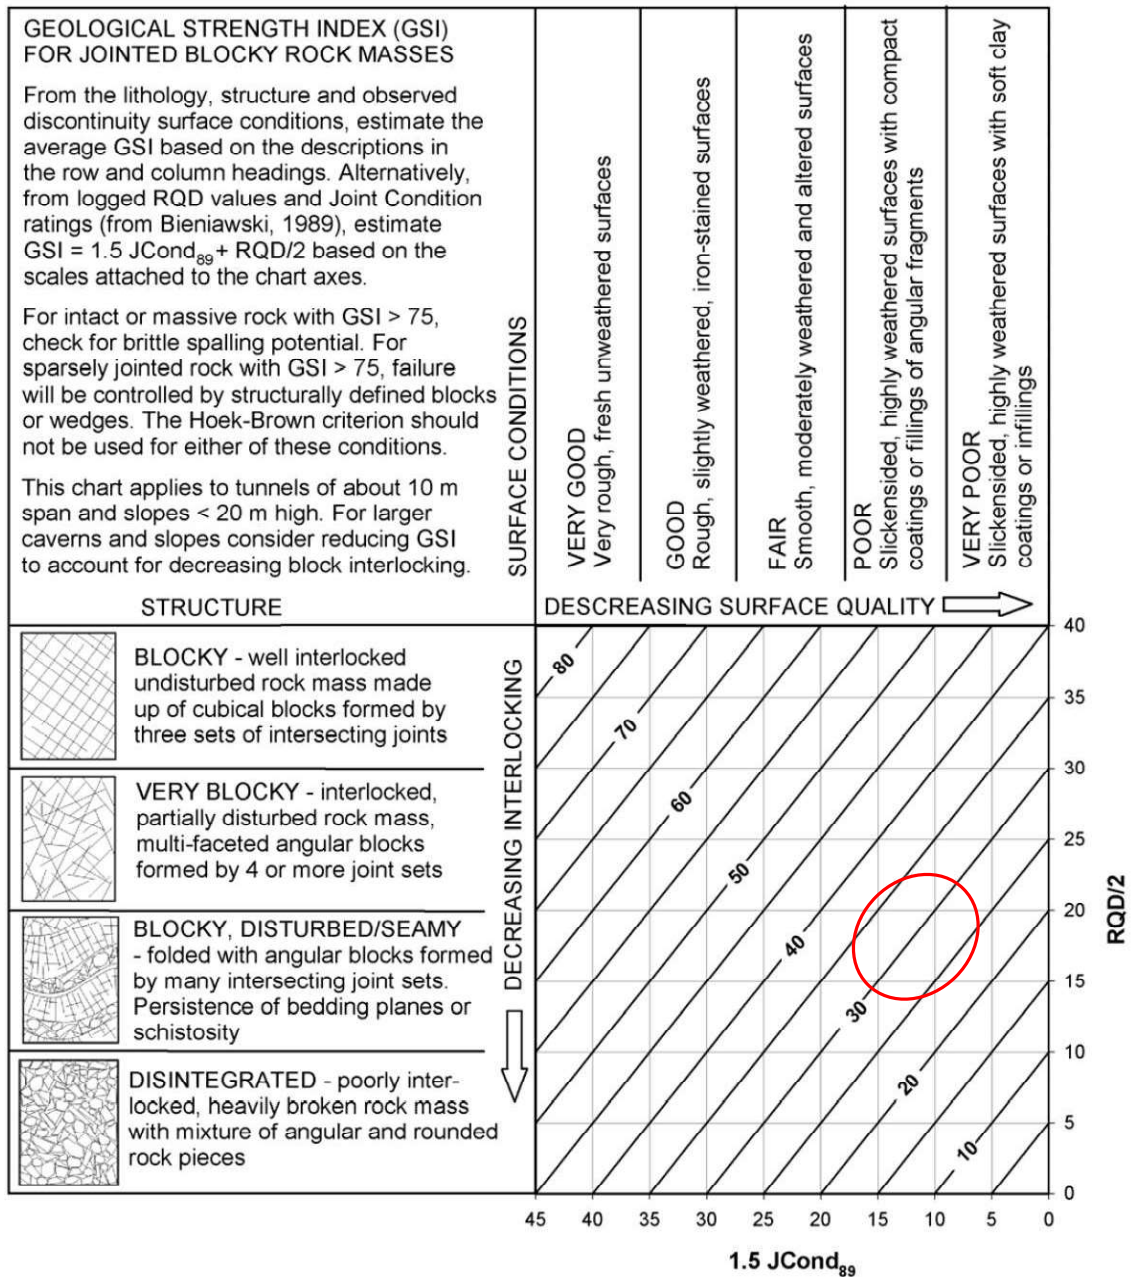 GEOLOGICAL STRENGTH INDEX (GSI)
FOR JOINTED BLOCKY ROCK MASSES
From the lithology, structure and observed
discontinuity surface conditions, estimate the
average GSI based on the descriptions in
the row and column headings. Alternatively,
from logged RQD values and Joint Condition
ratings (from Bieniawski, 1989), estimate
GSI = 1.5 JCond89 + RQD/2 based on the
scales attached to the chart axes.
For intact or massive rock with GSI > 75,
check for brittle spalling potential. For
sparsely jointed rock with GSI > 75, failure
will be controlled by structurally defined blocks
or wedges. The Hoek-Brown criterion should
not be used for either of these conditions.
This chart applies to tunnels of about 10 m
span and slopes < 20 m high. For larger
caverns and slopes consider reducing GSI
to account for decreasing block interlocking.
SURFACE CONDITIONS
VERY GOOD
Very rough, fresh unweathered surfaces
GOOD
Rough, slightly weathered, iron-stained surfaces
FAIR
Smooth, moderately weathered and altered surfaces
POOR
Slickensided, highly weathered surfaces with compact
coatings or fillings of angular fragments
VERY POOR
Slickensided, highly weathered surfaces with soft clay
coatings or infillings
STRUCTURE
DESCREASING SURFACE QUALITY
BLOCKY - well interlocked
undisturbed rock mass made
up of cubical blocks formed by
three sets of intersecting joints
VERY BLOCKY - interlocked,
partially disturbed rock mass,
multi-faceted angular blocks
formed by 4 or more joint sets
BLOCKY, DISTURBED/SEAMY
- folded with angular blocks formed
by many intersecting joint sets.
Persistence of bedding planes or
schistosity
DISINTEGRATED - poorly inter-
locked, heavily broken rock mass
with mixture of angular and rounded
rock pieces
DECREASING INTERLOCKING
80
70
60
50
40
30
20
10
40
35
30
25
20
15
10
5
0
RQD/2
45 40 35 30 25 20 15 10 5 0
1.5 JCond89